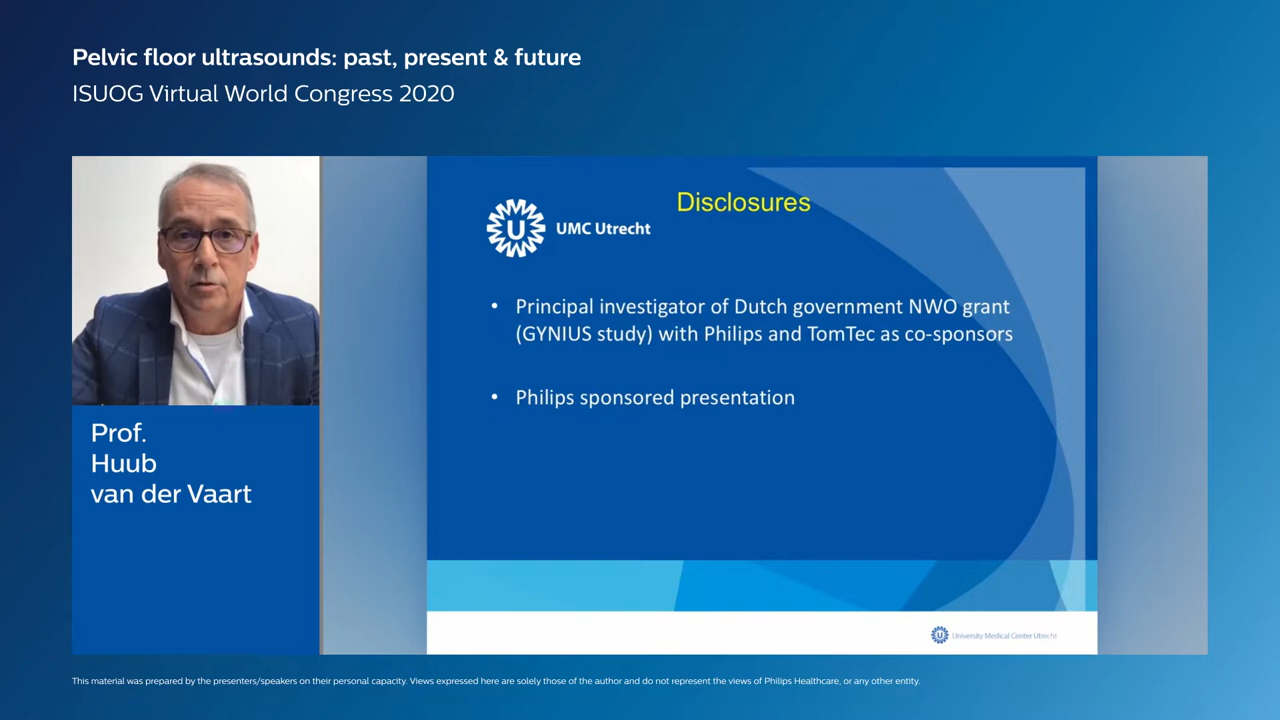 Pelvic floor ultrasounds: past, present & future
ISUOG Virtual World Congress 2020
Prof.
Huub
van der Vaart
Disclosures
U UMC Utrecht
• Principal investigator of Dutch government NWO grant
(GYNIUS study) with Philips and TomTec as co-sponsors
• Philips sponsored presentation
U University Medical Center Utrecht
This material was prepared by the presenters/speakers on their personal capacity. Views expressed here are solely those of the author and do not represent the views of Philips Healthcare, or any other entity.